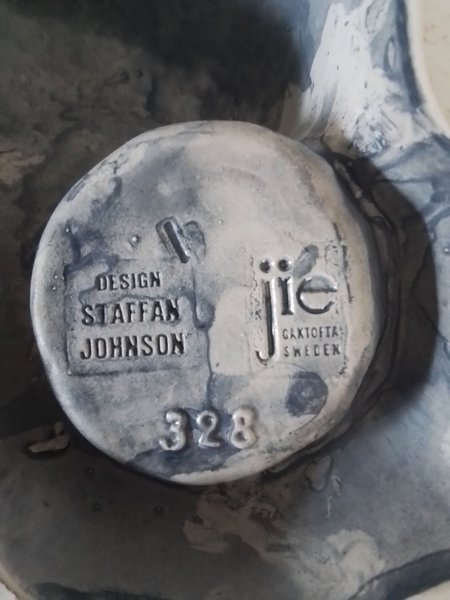 DESIGN
STAFFAN
JOHNSON
jie
GANTOFTA
SWEDEN
328